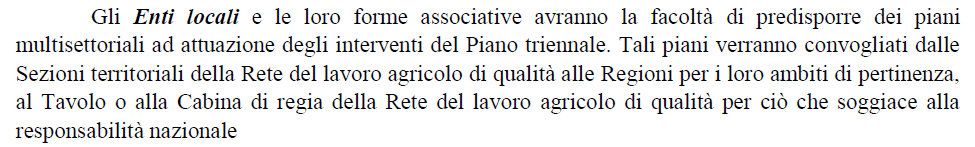 Gli Enti locali e le loro forme associative avranno la facoltà di predisporre dei piani
multisettoriali ad attuazione degli interventi del Piano triennale. Tali piani verranno convogliati dalle
Sezioni territoriali della Rete del lavoro agricolo di qualità alle Regioni per i loro ambiti di pertinenza,
al Tavolo o alla Cabina di regia della Rete del lavoro agricolo di qualità per ciò che soggiace alla
responsabilità nazionale